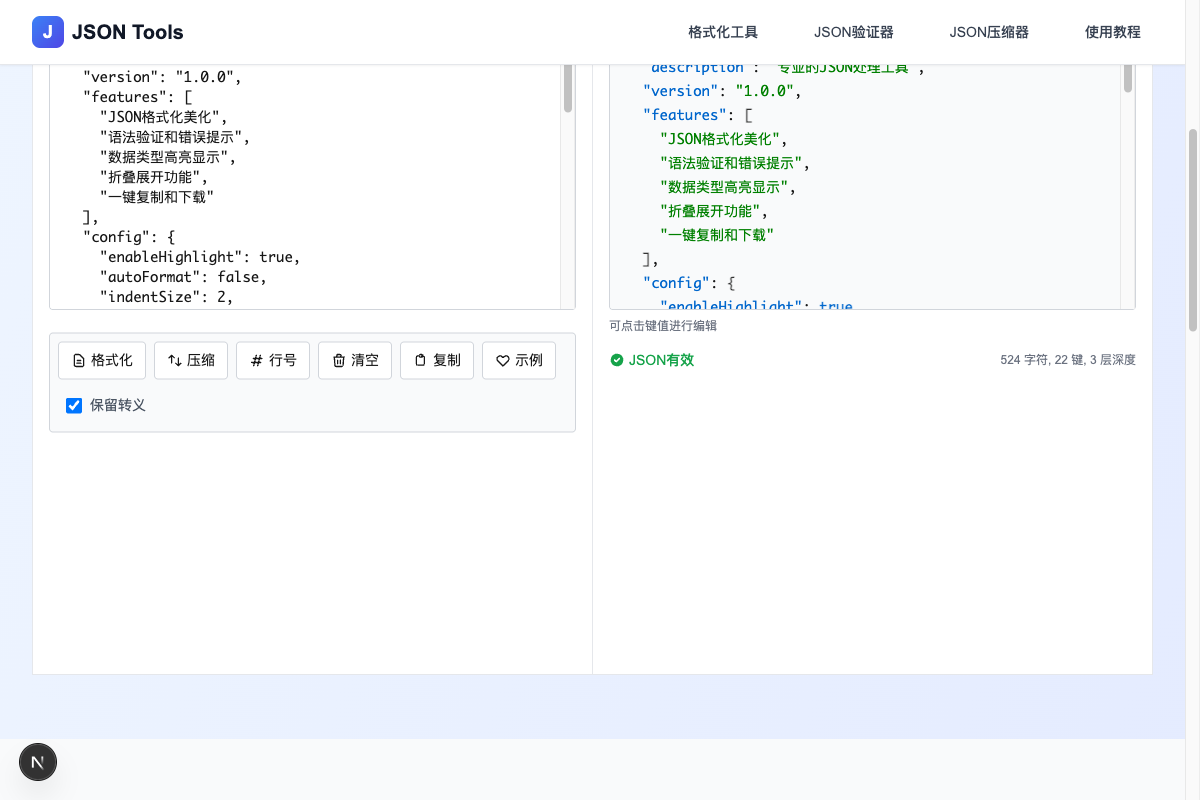 J JSON Tools
格式化工具 JSON验证器 JSON压缩器 使用教程
"version": "1.0.0",
"features": [
"JSON格式化美化",
"语法验证和错误提示",
"数据类型高亮显示",
"折叠展开功能",
"一键复制和下载"
],
"config": {
"enableHighlight": true,
"autoFormat": false,
"indentSize": 2,
"description": "专业的JSON处理工具",
"version": "1.0.0",
"features": [
"JSON格式化美化",
"语法验证和错误提示",
"数据类型高亮显示",
"折叠展开功能",
"一键复制和下载"
],
"config": {
"enableHighlight": true
可点击键值进行编辑
格式化 压缩 # 行号 清空 复制 示例
保留转义
JSON有效 524 字符, 22 键, 3 层深度
N